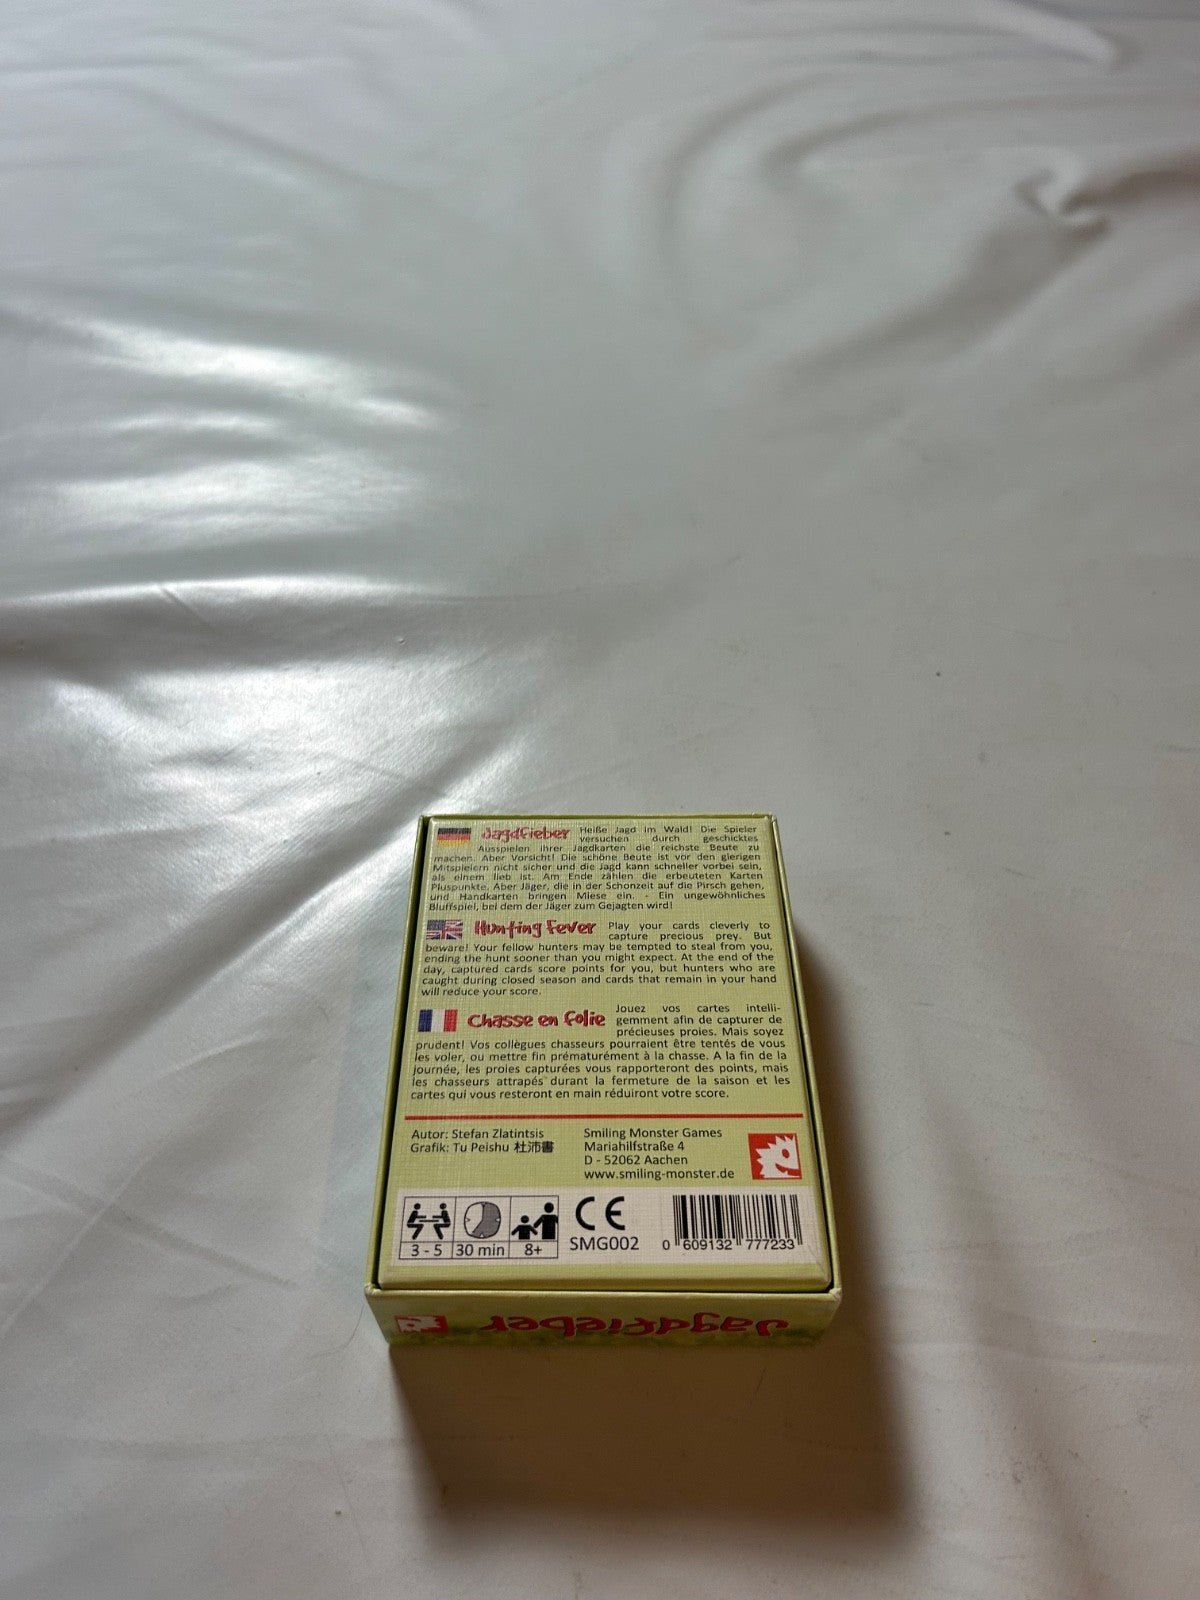 Jagdfieber Heiße Jagd im Wald! Die Spieler
versuchen durch geschicktes
Ausspielen ihrer Jagdkarten die reichste Beute zu
machen. Aber Vorsicht! Die schöne Beute ist vor den gierigen
Mitspielern nicht sicher und die Jagd kann schneller vorbei sein,
als einem lieb ist. Am Ende zählen die erbeuteten Karten
Pluspunkte. Aber Jäger, die in der Schonzeit auf die Pirsch gehen,
und Handkarten bringen Miese ein. - Ein ungewöhnliches
Bluffspiel, bei dem der Jäger zum Gejagten wird!
Hunting Fever Play your cards cleverly to
capture precious prey. But
beware! Your fellow hunters may be tempted to steal from you,
ending the hunt sooner than you might expect. At the end of the
day, captured cards score points for you, but hunters who are
caught during closed season and cards that remain in your hand
will reduce your score.
Chasse en folie Jouez vos cartes intelli-
gemment afin de capturer de
précieuses proies. Mais soyez
prudent! Vos collègues chasseurs pourraient être tentés de vous
les voler, ou mettre fin prématurément à la chasse. A la fin de la
journée, les proies capturées vous rapporteront des points, mais
les chasseurs attrapés durant la fermeture de la saison et les
cartes qui vous resteront en main réduiront votre score.
Autor: Stefan Zlatintsis
Grafik: Tu Peishu 杜沛書
Smiling Monster Games
Mariahilfstraße 4
D - 52062 Aachen
www.smiling-monster.de
3 - 5 30 min 8+
CE
SMG002
0 609132 777233
Jagdfieber